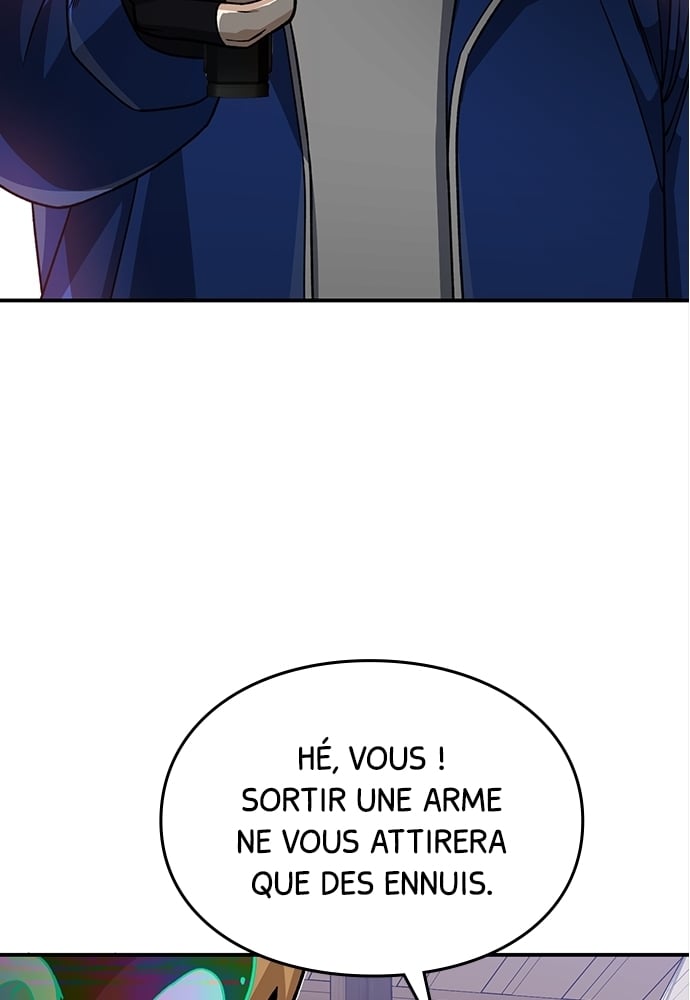 HÉ, VOUS !
SORTIR UNE ARME
NE VOUS ATTIRERA
QUE DES ENNUIS.